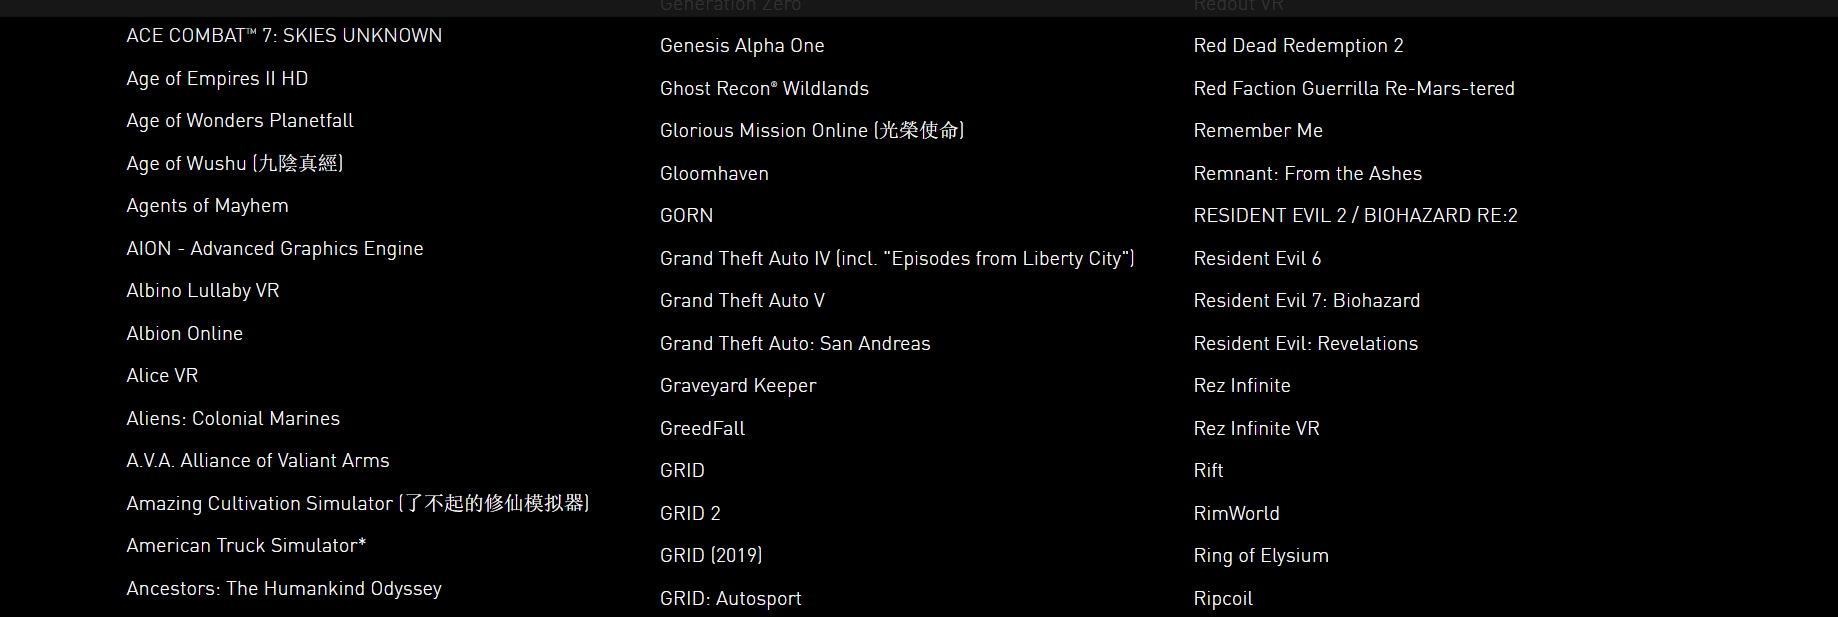 ACE COMBAT™ 7: SKIES UNKNOWN
Age of Empires II HD
Age of Wonders Planetfall
Age of Wushu (九陰真經)
Agents of Mayhem
AION - Advanced Graphics Engine
Albino Lullaby VR
Albion Online
Alice VR
Aliens: Colonial Marines
A.V.A. Alliance of Valiant Arms
Amazing Cultivation Simulator (了不起的修仙模拟器)
American Truck Simulator*
Ancestors: The Humankind Odyssey
Generation Zero
Genesis Alpha One
Ghost Recon® Wildlands
Glorious Mission Online (光榮使命)
Gloomhaven
GORN
Grand Theft Auto IV (incl. "Episodes from Liberty City")
Grand Theft Auto V
Grand Theft Auto: San Andreas
Graveyard Keeper
GreedFall
GRID
GRID 2
GRID (2019)
GRID: Autosport
Redout VR
Red Dead Redemption 2
Red Faction Guerrilla Re-Mars-tered
Remember Me
Remnant: From the Ashes
RESIDENT EVIL 2 / BIOHAZARD RE:2
Resident Evil 6
Resident Evil 7: Biohazard
Resident Evil: Revelations
Rez Infinite
Rez Infinite VR
Rift
RimWorld
Ring of Elysium
Ripcoil